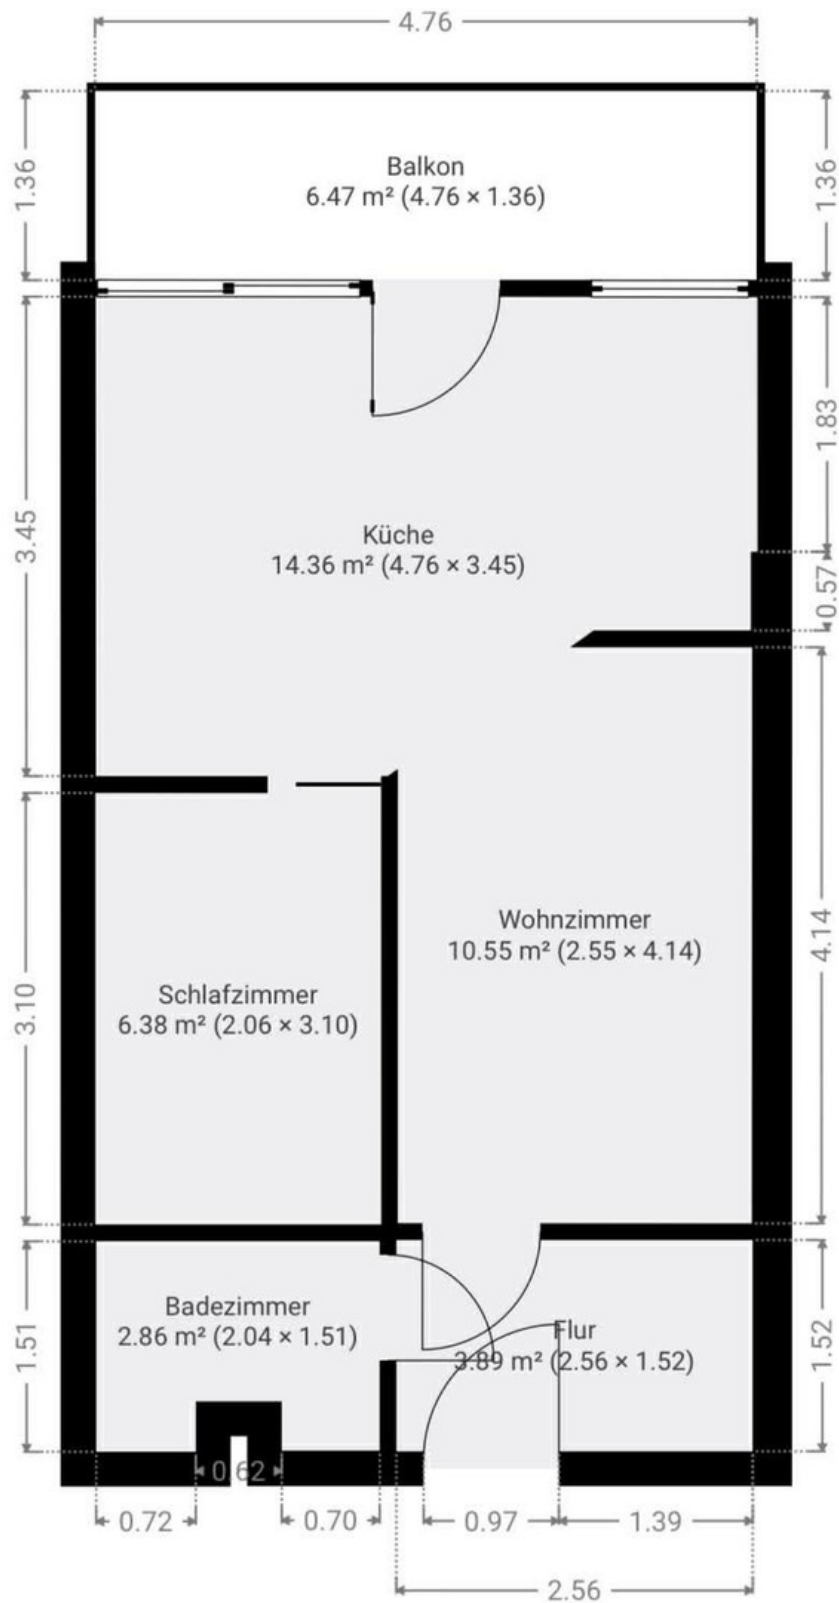 4.76
1.36
Balkon
6.47 m² (4.76 × 1.36)
1.36
3.45
1.83
Küche
14.36 m² (4.76 × 3.45)
0.57
Wohnzimmer
10.55 m² (2.55 × 4.14)
4.14
3.10
Schlafzimmer
6.38 m² (2.06 × 3.10)
1.51
Badezimmer
2.86 m² (2.04 × 1.51)
Flur
3.89 m² (2.56 × 1.52)
1.52
0.62
0.72
0.70
0.97
1.39
2.56